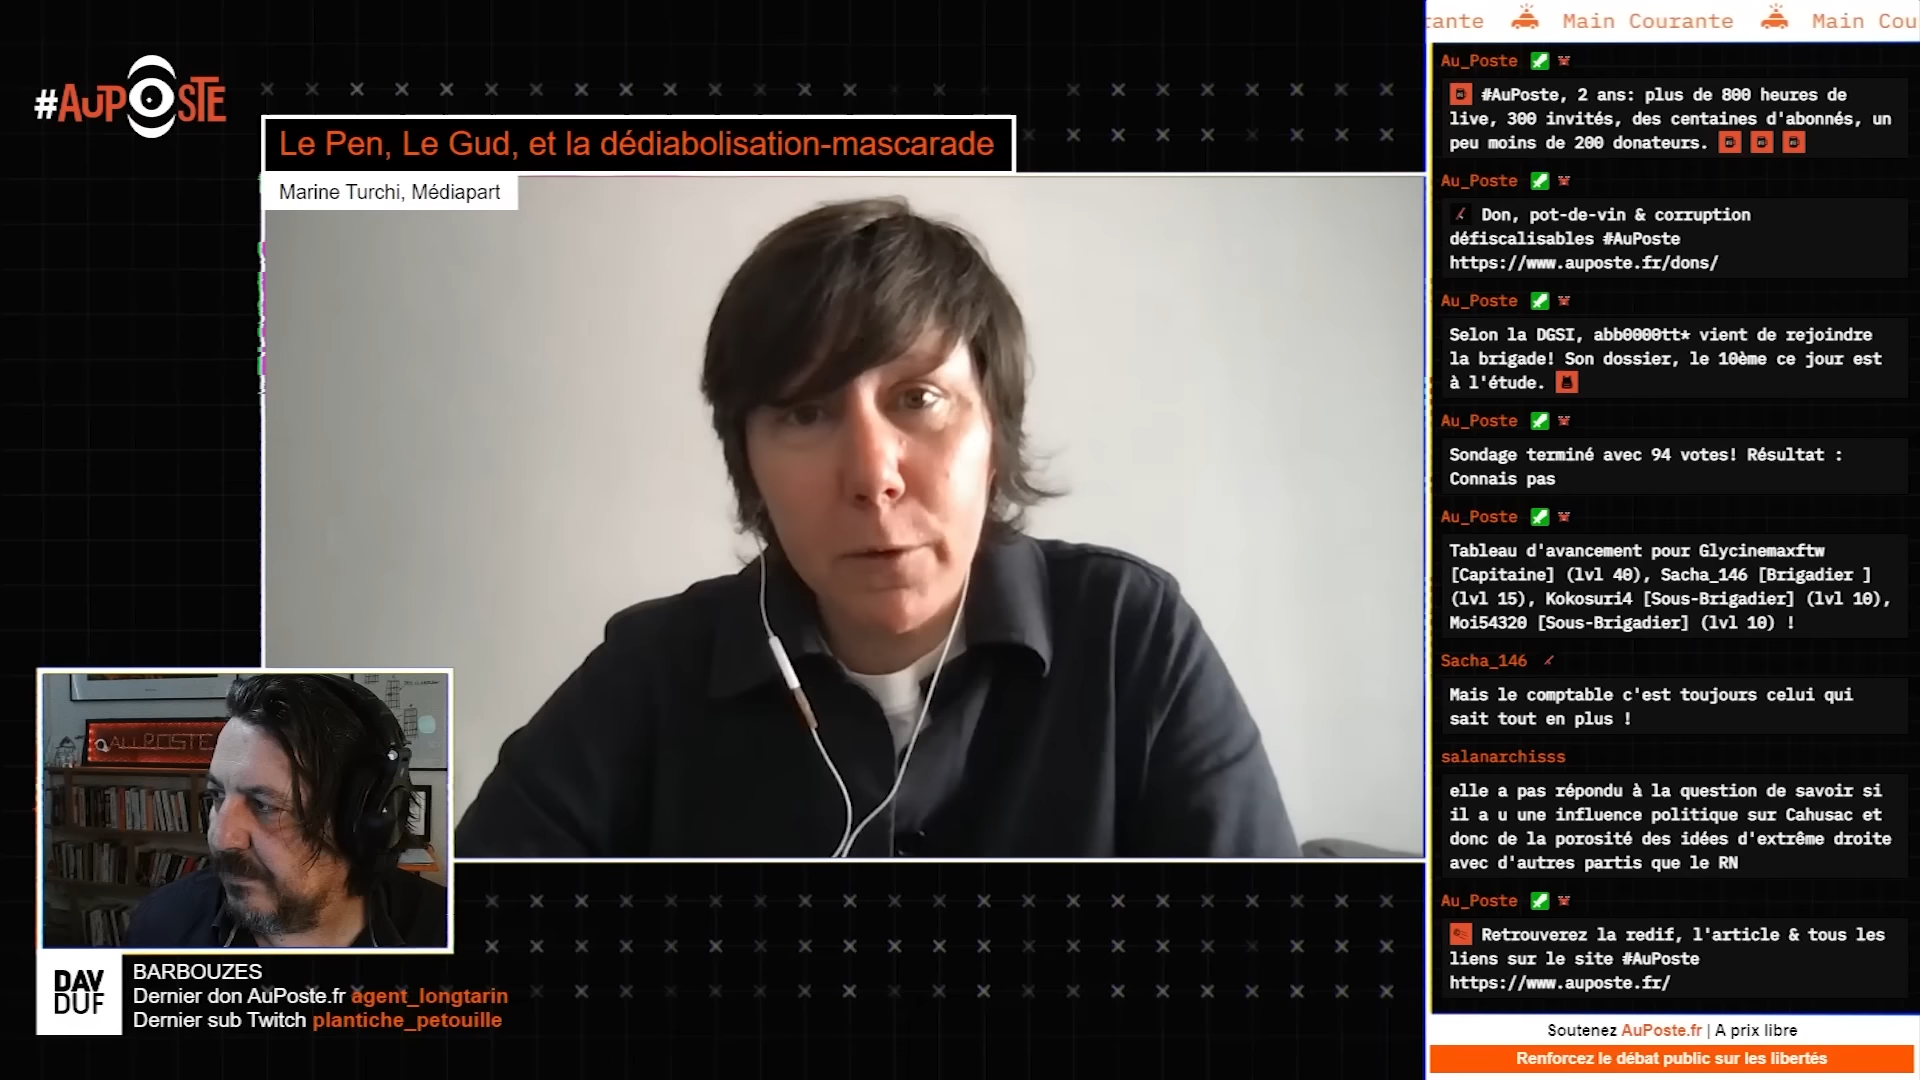 #AuPOSTE
Le Pen, Le Gud, et la dédiabolisation-mascarade
Marine Turchi, Médiapart
ALLPOSTE
DAV
DUF
BARBOUZES
Dernier don AuPoste.fr agent_longtarin
Dernier sub Twitch plantiche_petouille
rante Main Courante Main Cou
Au_Poste
#AuPoste, 2 ans: plus de 800 heures de
live, 300 invités, des centaines d'abonnés, un
peu moins de 200 donateurs.
Au_Poste
Don, pot-de-vin & corruption
défiscalisables #AuPoste
https://www.auposte.fr/dons/
Au_Poste
Selon la DGSI, abb0000tt* vient de rejoindre
la brigade! Son dossier, le 10ème ce jour est
à l'étude.
Au_Poste
Sondage terminé avec 94 votes! Résultat :
Connais pas
Au_Poste
Tableau d'avancement pour Glycinemaxftw
[Capitaine] (lvl 40), Sacha_146 [Brigadier ]
(lvl 15), Kokosuri4 [Sous-Brigadier] (lvl 10),
Moi54320 [Sous-Brigadier] (lvl 10) !
Sacha_146
Mais le comptable c'est toujours celui qui
sait tout en plus !
salanarchisss
elle a pas répondu à la question de savoir si
il a u une influence politique sur Cahusac et
donc de la porosité des idées d'extrême droite
avec d'autres partis que le RN
Au_Poste
Retrouverez la redif, l'article & tous les
liens sur le site #AuPoste
https://www.auposte.fr/
Soutenez AuPoste.fr | A prix libre
Renforcez le débat public sur les libertés